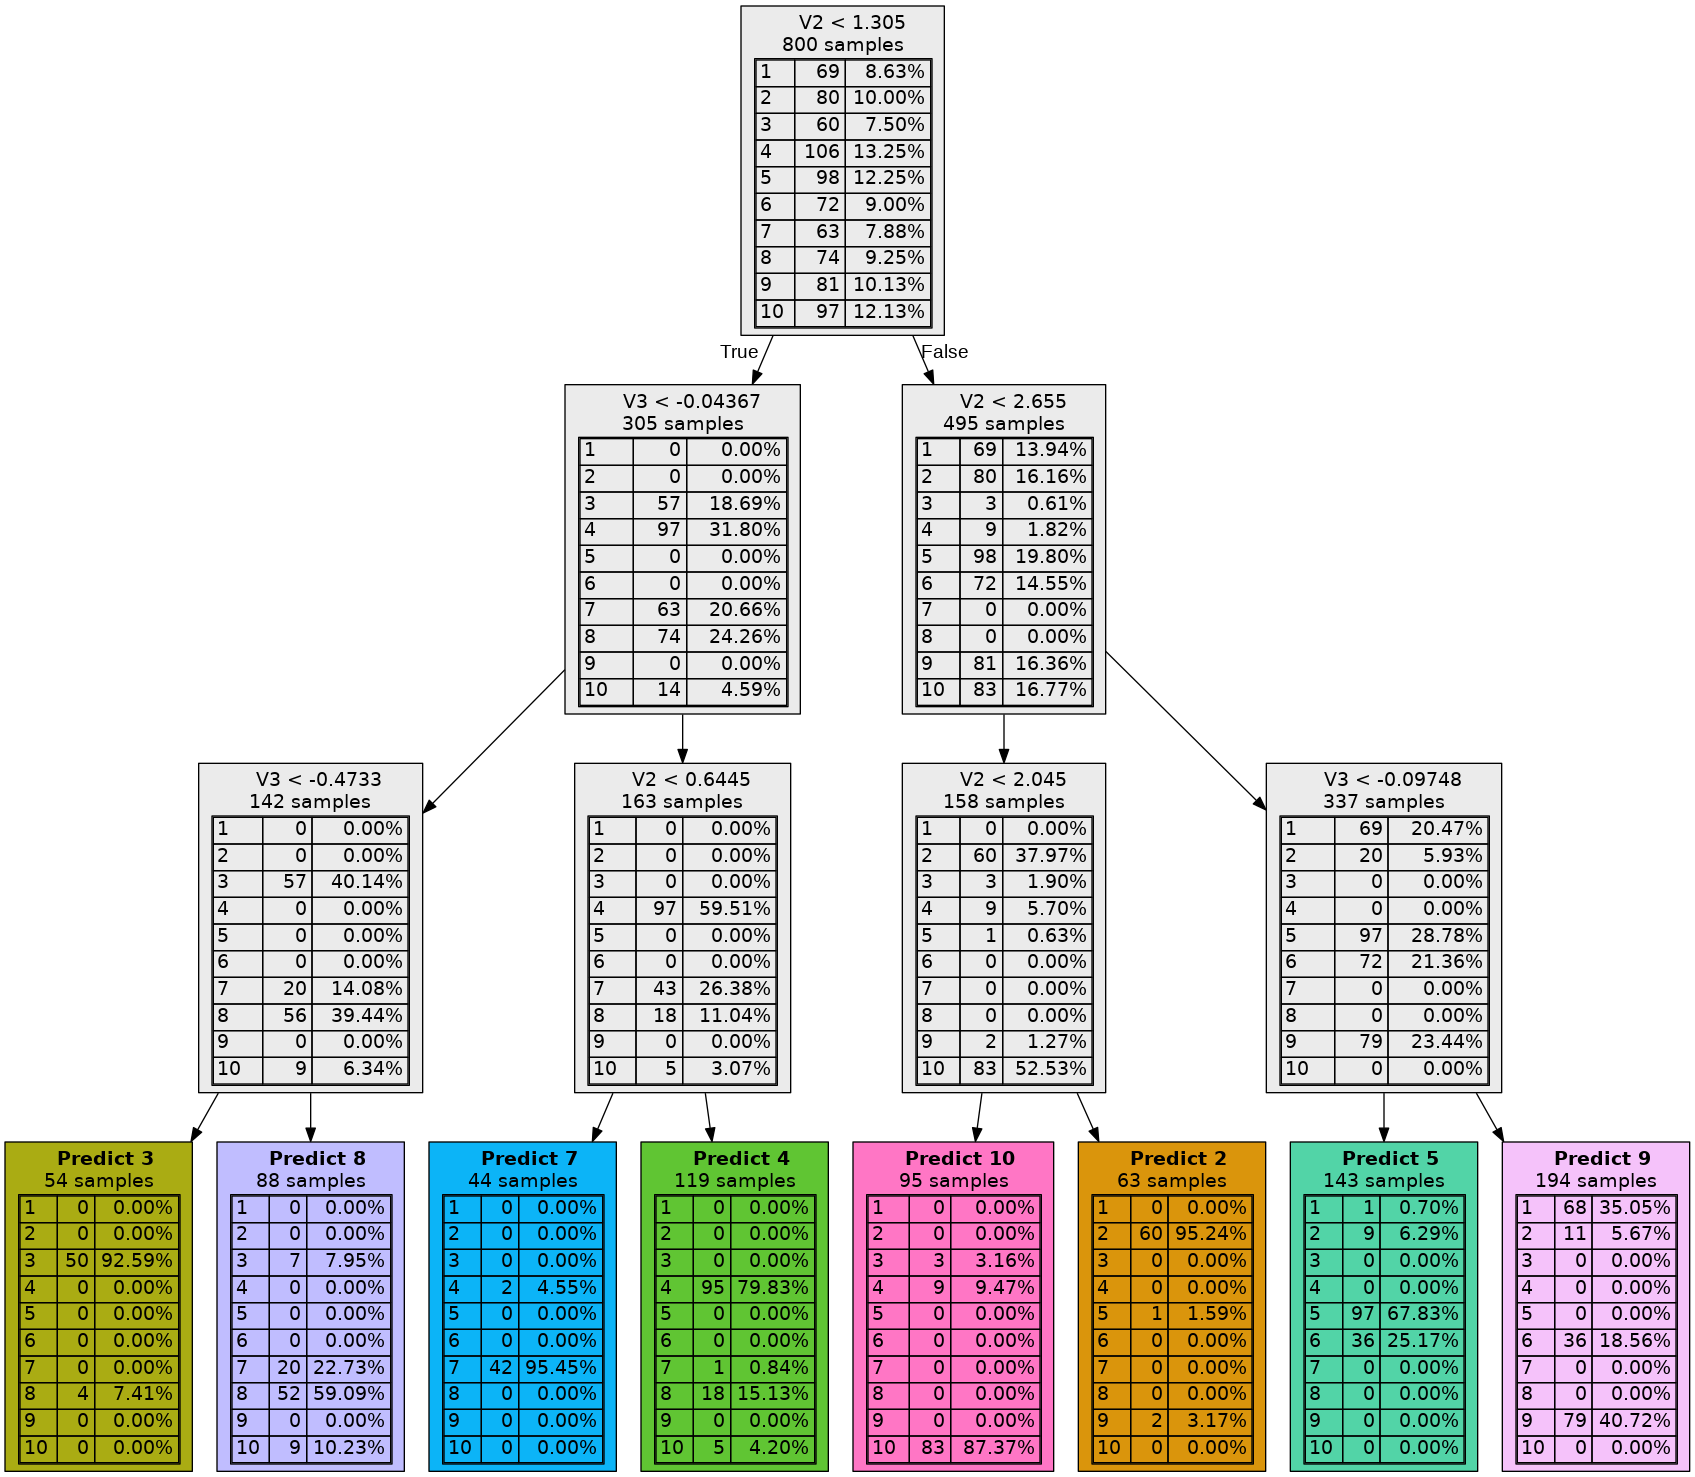 V2 < 1.305
800 samples
1 69 8.63%
2 80 10.00%
3 60 7.50%
4 106 13.25%
5 98 12.25%
6 72 9.00%
7 63 7.88%
8 74 9.25%
9 81 10.13%
10 97 12.13%
True
False
V3 < -0.04367
305 samples
1 0 0.00%
2 0 0.00%
3 57 18.69%
4 97 31.80%
5 0 0.00%
6 0 0.00%
7 63 20.66%
8 74 24.26%
9 0 0.00%
10 14 4.59%
V2 < 2.655
495 samples
1 69 13.94%
2 80 16.16%
3 3 0.61%
4 9 1.82%
5 98 19.80%
6 72 14.55%
7 0 0.00%
8 0 0.00%
9 81 16.36%
10 83 16.77%
V3 < -0.4733
142 samples
1 0 0.00%
2 0 0.00%
3 57 40.14%
4 0 0.00%
5 0 0.00%
6 0 0.00%
7 20 14.08%
8 56 39.44%
9 0 0.00%
10 9 6.34%
V2 < 0.6445
163 samples
1 0 0.00%
2 0 0.00%
3 0 0.00%
4 97 59.51%
5 0 0.00%
6 0 0.00%
7 43 26.38%
8 18 11.04%
9 0 0.00%
10 5 3.07%
V2 < 2.045
158 samples
1 0 0.00%
2 60 37.97%
3 3 1.90%
4 9 5.70%
5 1 0.63%
6 0 0.00%
7 0 0.00%
8 0 0.00%
9 2 1.27%
10 83 52.53%
V3 < -0.09748
337 samples
1 69 20.47%
2 20 5.93%
3 0 0.00%
4 0 0.00%
5 97 28.78%
6 72 21.36%
7 0 0.00%
8 0 0.00%
9 79 23.44%
10 0 0.00%
Predict 3
54 samples
1 0 0.00%
2 0 0.00%
3 50 92.59%
4 0 0.00%
5 0 0.00%
6 0 0.00%
7 0 0.00%
8 4 7.41%
9 0 0.00%
10 0 0.00%
Predict 8
88 samples
1 0 0.00%
2 0 0.00%
3 7 7.95%
4 0 0.00%
5 0 0.00%
6 0 0.00%
7 20 22.73%
8 52 59.09%
9 0 0.00%
10 9 10.23%
Predict 7
44 samples
1 0 0.00%
2 0 0.00%
3 0 0.00%
4 2 4.55%
5 0 0.00%
6 0 0.00%
7 42 95.45%
8 0 0.00%
9 0 0.00%
10 0 0.00%
Predict 4
119 samples
1 0 0.00%
2 0 0.00%
3 0 0.00%
4 95 79.83%
5 0 0.00%
6 0 0.00%
7 1 0.84%
8 18 15.13%
9 0 0.00%
10 5 4.20%
Predict 10
95 samples
1 0 0.00%
2 0 0.00%
3 3 3.16%
4 9 9.47%
5 0 0.00%
6 0 0.00%
7 0 0.00%
8 0 0.00%
9 0 0.00%
10 83 87.37%
Predict 2
63 samples
1 0 0.00%
2 60 95.24%
3 0 0.00%
4 0 0.00%
5 1 1.59%
6 0 0.00%
7 0 0.00%
8 0 0.00%
9 2 3.17%
10 0 0.00%
Predict 5
143 samples
1 1 0.70%
2 9 6.29%
3 0 0.00%
4 0 0.00%
5 97 67.83%
6 36 25.17%
7 0 0.00%
8 0 0.00%
9 0 0.00%
10 0 0.00%
Predict 9
194 samples
1 68 35.05%
2 11 5.67%
3 0 0.00%
4 0 0.00%
5 0 0.00%
6 36 18.56%
7 0 0.00%
8 0 0.00%
9 79 40.72%
10 0 0.00%